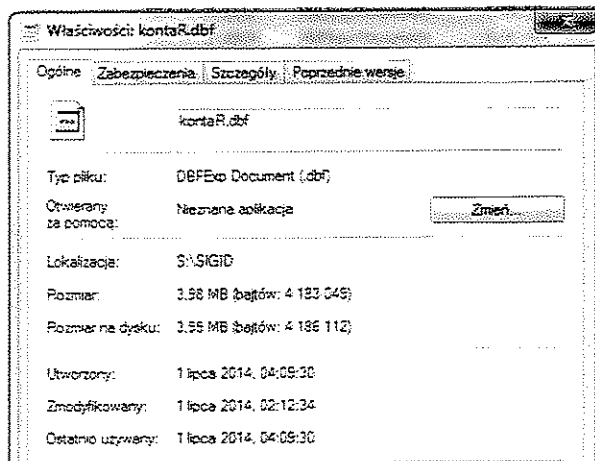 Właściwości: kontaR.dbf
Ogólne Zabezpieczenia Szczegóły Poprzednie wersje
kontaR.dbf
Typ pliku: DBFExp Document (.dbf)
Otwierany za pomocą: Nieznana aplikacja Zmień...
Lokalizacja: S:\SIGID
Rozmiar: 3,98 MB (bajtów: 4 183 049)
Rozmiar na dysku: 3,99 MB (bajtów: 4 186 112)
Utworzony: 1 lipca 2014, 04:09:30
Zmodyfikowany: 1 lipca 2014, 02:12:34
Ostatnio używany: 1 lipca 2014, 04:09:30